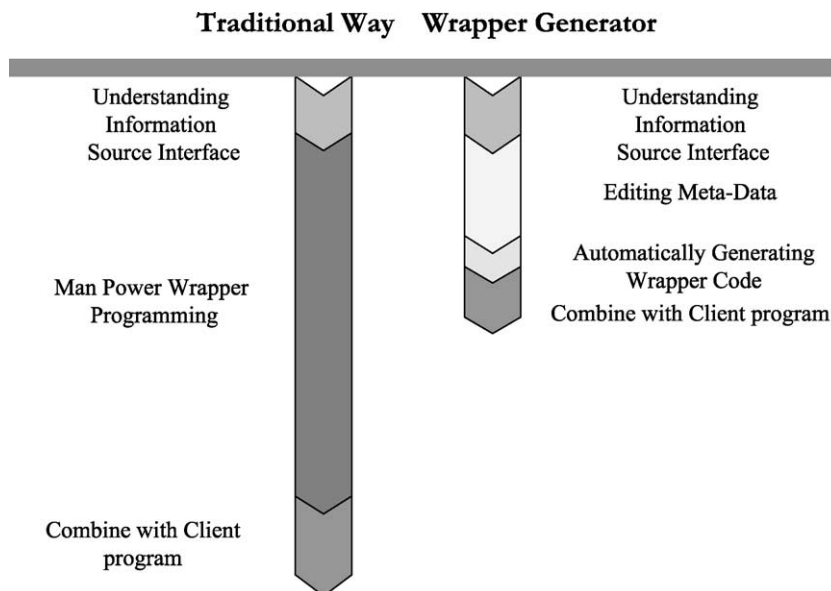 Traditional Way Wrapper Generator
Understanding
Information
Source Interface
Man Power Wrapper
Programming
Combine with Client
program
Understanding
Information
Source Interface
Editing Meta-Data
Automatically Generating
Wrapper Code
Combine with Client program